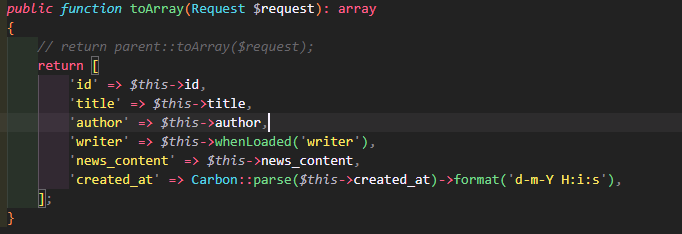 public function toArray(Request $request): array
{
    // return parent::toArray($request);
    return [
        'id' => $this->id,
        'title' => $this->title,
        'author' => $this->author,
        'writer' => $this->whenLoaded('writer'),
        'news_content' => $this->news_content,
        'created_at' => Carbon::parse($this->created_at)->format('d-m-Y H:i:s'),
    ];
}